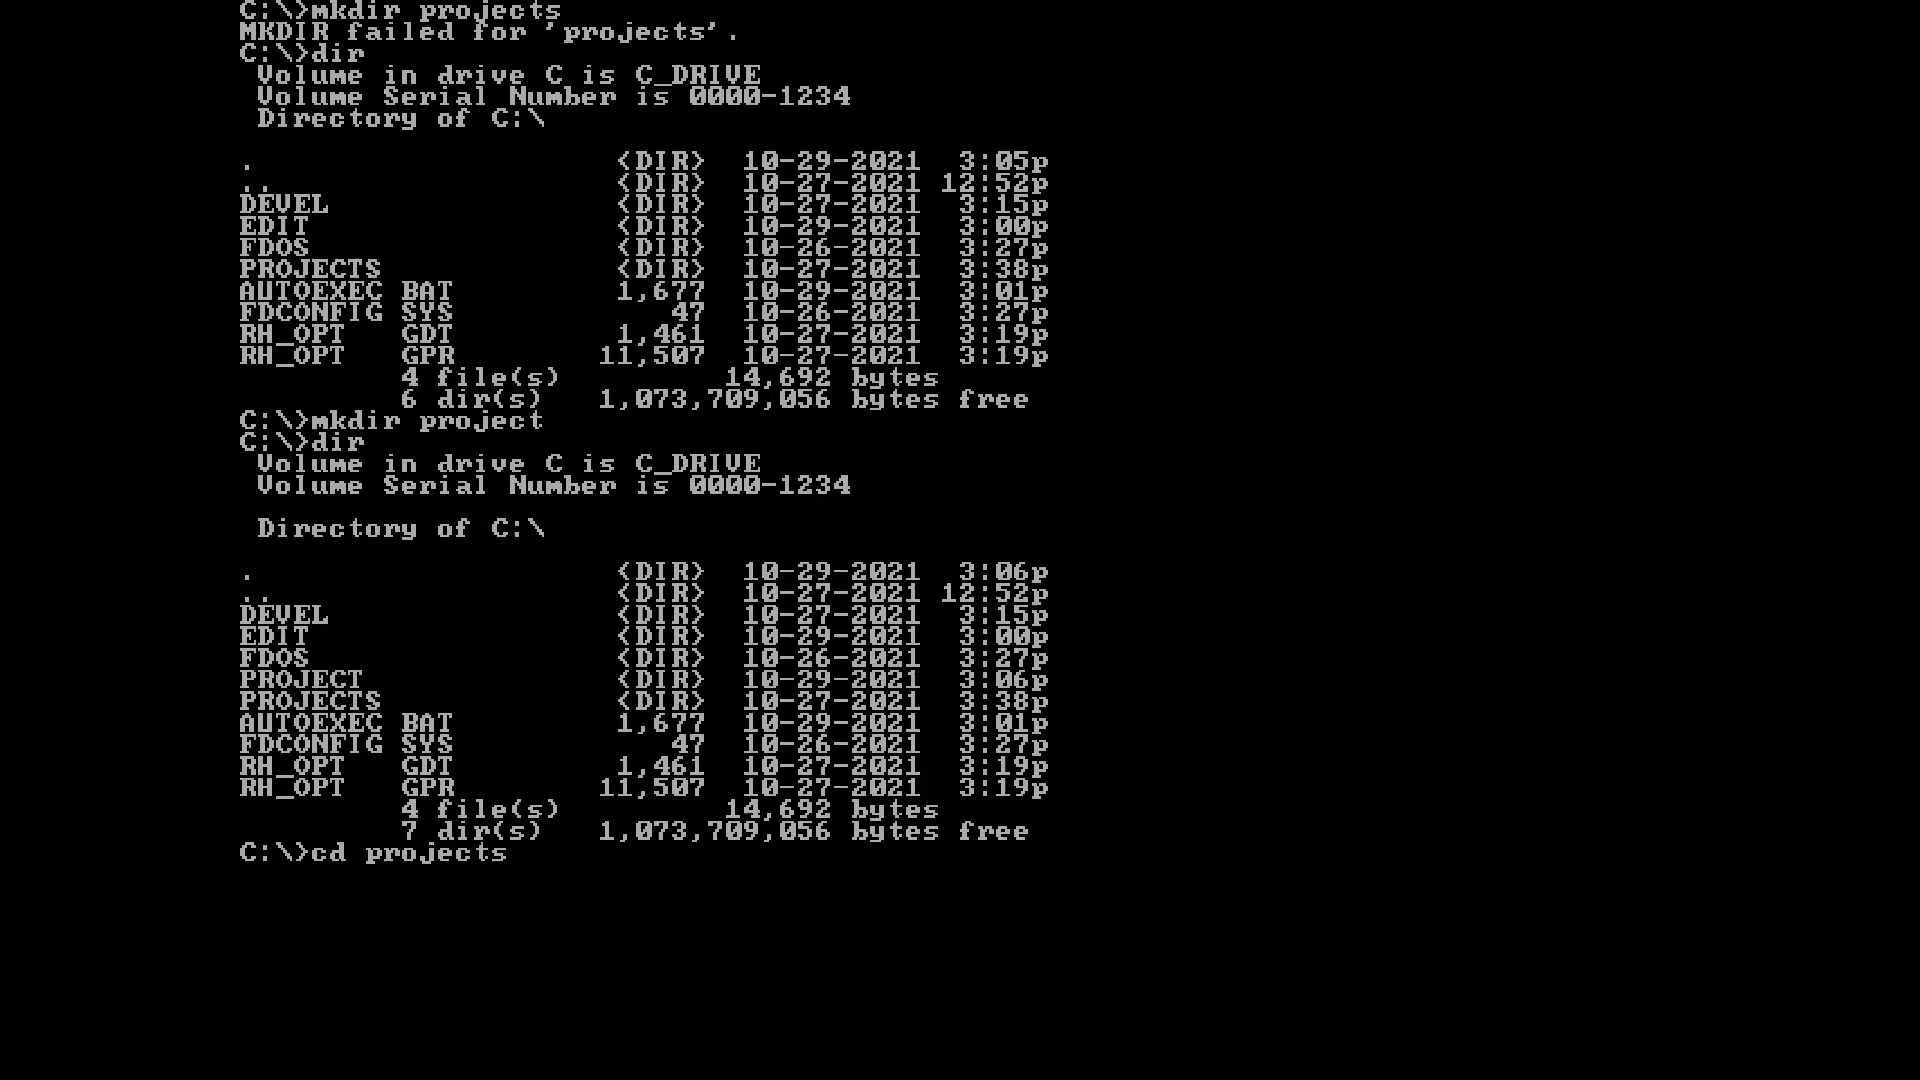 C:\>mkdir projects
MKDIR failed for 'projects'.
C:\>dir
 Volume in drive C is C_DRIVE
 Volume Serial Number is 0000-1234
 Directory of C:\

.                    <DIR>  10-29-2021  3:05p
..                   <DIR>  10-27-2021 12:52p
DEVEL                <DIR>  10-27-2021  3:15p
EDIT                 <DIR>  10-29-2021  3:00p
FDOS                 <DIR>  10-26-2021  3:27p
PROJECTS             <DIR>  10-27-2021  3:38p
AUTOEXEC BAT         1,677  10-29-2021  3:01p
FDCONFIG SYS            47  10-26-2021  3:27p
RH_OPT   GDT         1,461  10-27-2021  3:19p
RH_OPT   GPR        11,507  10-27-2021  3:19p
         4 file(s)         14,692 bytes
         6 dir(s)   1,073,709,056 bytes free
C:\>mkdir project
C:\>dir
 Volume in drive C is C_DRIVE
 Volume Serial Number is 0000-1234

 Directory of C:\

.                    <DIR>  10-29-2021  3:06p
..                   <DIR>  10-27-2021 12:52p
DEVEL                <DIR>  10-27-2021  3:15p
EDIT                 <DIR>  10-29-2021  3:00p
FDOS                 <DIR>  10-26-2021  3:27p
PROJECT              <DIR>  10-29-2021  3:06p
PROJECTS             <DIR>  10-27-2021  3:38p
AUTOEXEC BAT         1,677  10-29-2021  3:01p
FDCONFIG SYS            47  10-26-2021  3:27p
RH_OPT   GDT         1,461  10-27-2021  3:19p
RH_OPT   GPR        11,507  10-27-2021  3:19p
         4 file(s)         14,692 bytes
         7 dir(s)   1,073,709,056 bytes free
C:\>cd projects